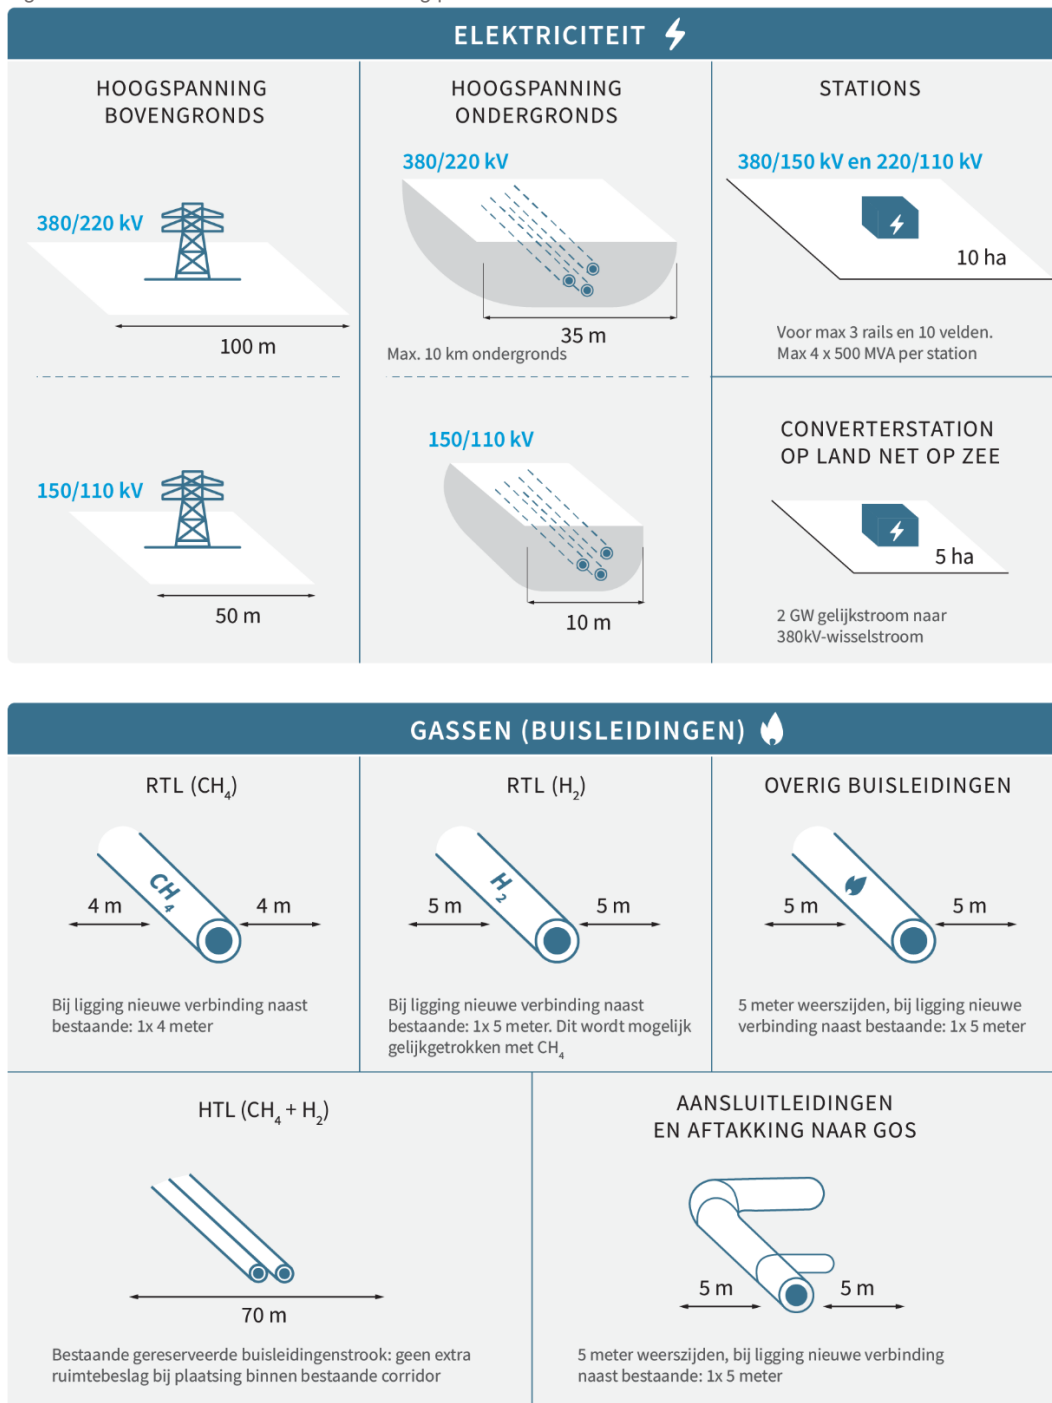 ELEKTRICITEIT
HOOGSPANNING
BOVENGRONDS
380/220 kV
100 m
150/110 kV
50 m
HOOGSPANNING
ONDERGRONDS
380/220 kV
35 m
Max. 10 km ondergronds
150/110 kV
10 m
STATIONS
380/150 kV en 220/110 kV
10 ha
Voor max 3 rails en 10 velden.
Max 4 x 500 MVA per station
CONVERTERSTATION
OP LAND NET OP ZEE
5 ha
2 GW gelijkstroom naar
380kV-wisselstroom
GASSEN (BUISLEIDINGEN)
RTL (CH₄)
CH₄
4 m
4 m
Bij ligging nieuwe verbinding naast
bestaande: 1x 4 meter
RTL (H₂)
H₂
5 m
5 m
Bij ligging nieuwe verbinding naast
bestaande: 1x 5 meter. Dit wordt mogelijk
gelijkgetrokken met CH₄
OVERIG BUISLEIDINGEN
5 m
5 m
5 meter weerszijden, bij ligging nieuwe
verbinding naast bestaande: 1x 5 meter
HTL (CH₄ + H₂)
70 m
Bestaande gereserveerde buisleidingenstrook: geen extra
ruimtebeslag bij plaatsing binnen bestaande corridor
AANSLUITLEIDINGEN
EN AFTAKKING NAAR GOS
5 m
5 m
5 meter weerszijden, bij ligging nieuwe verbinding
naast bestaande: 1x 5 meter